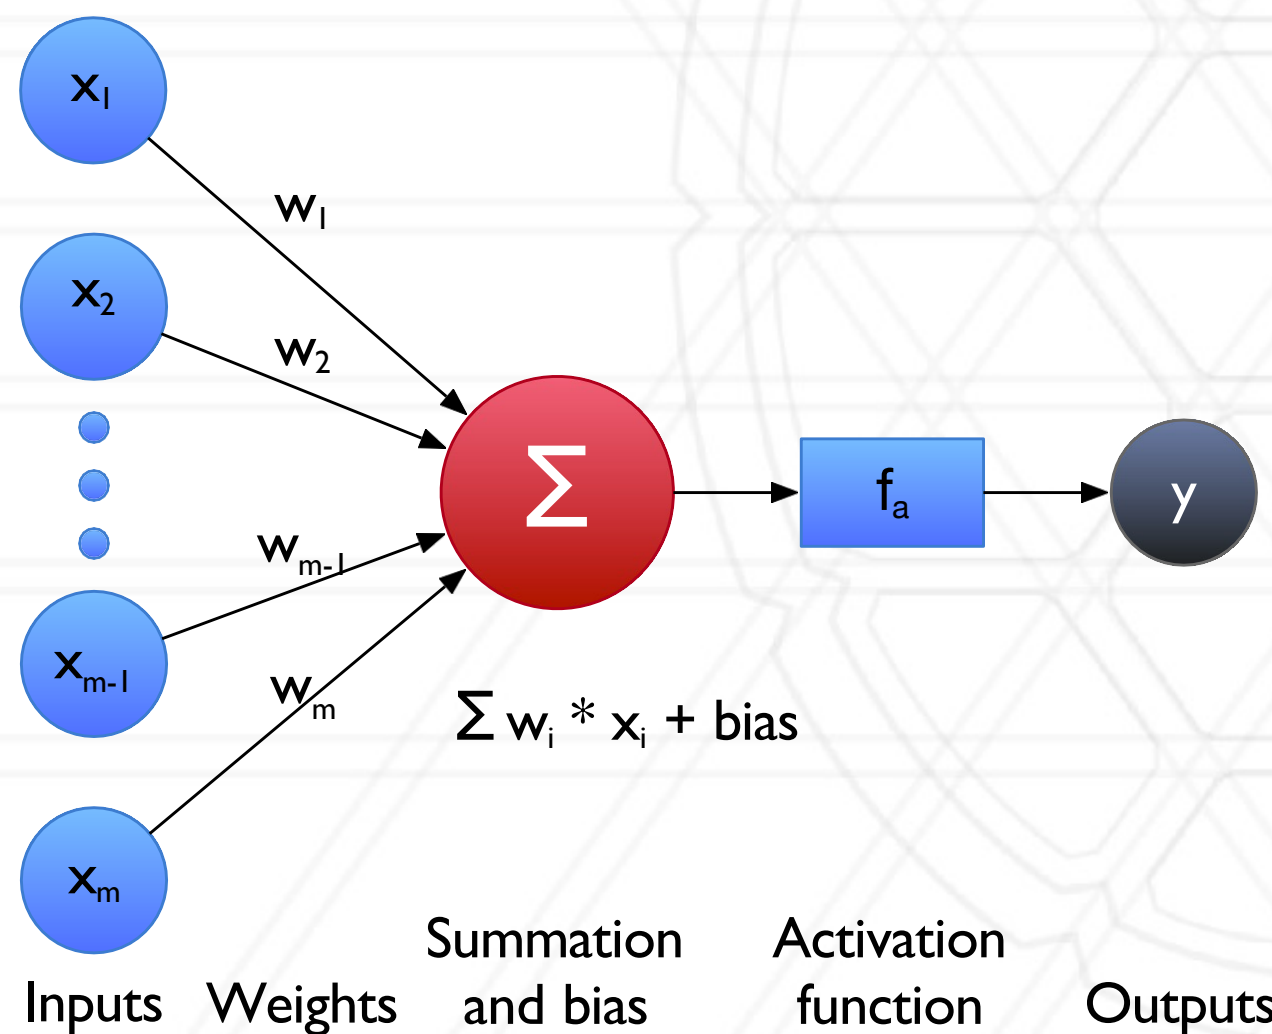 x₁
w₁
x₂
w₂
Σ
fₐ
y
wₘ₋₁
xₘ₋₁
wₘ
Σ wᵢ * xᵢ + bias
xₘ
Summation
and bias
Activation
function
Inputs
Weights
Outputs